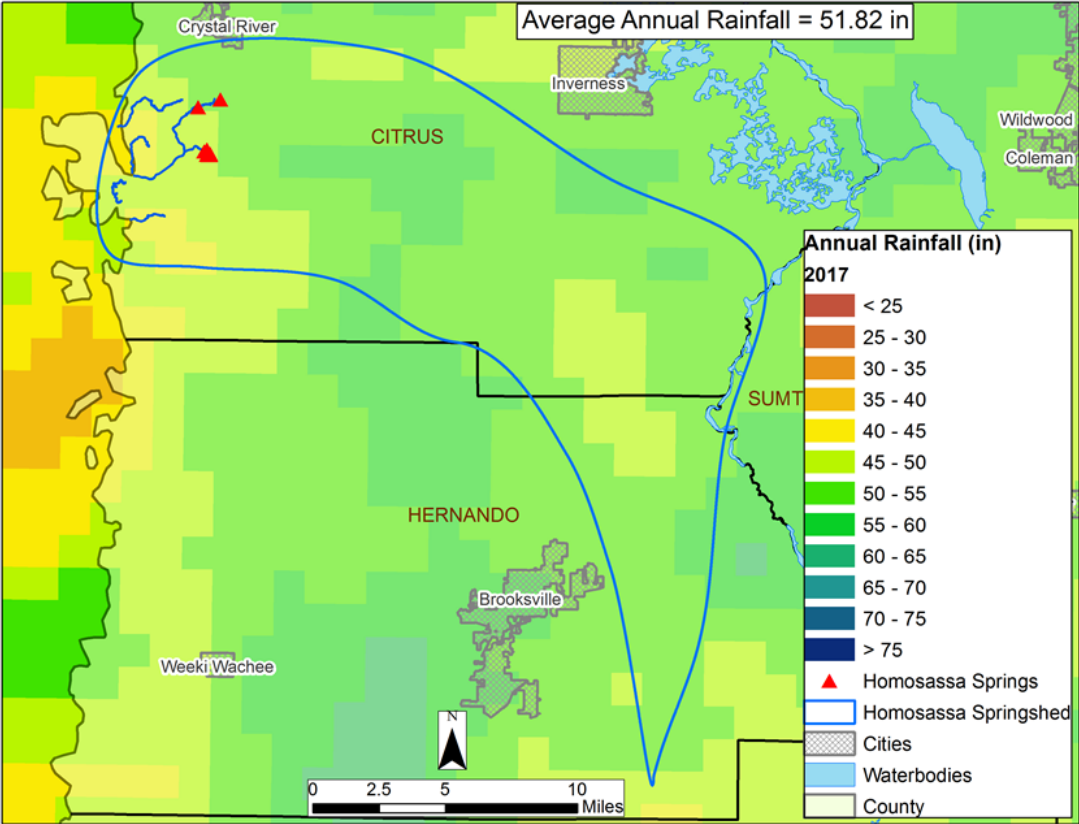 Crystal River
Average Annual Rainfall = 51.82 in
Inverness
Wildwood
Coleman
CITRUS
SUMT
HERNANDO
Brooksville
Weeki Wachee
N
0 2.5 5 10
Miles
Annual Rainfall (in)
2017
< 25
25 - 30
30 - 35
35 - 40
40 - 45
45 - 50
50 - 55
55 - 60
60 - 65
65 - 70
70 - 75
> 75
Homosassa Springs
Homosassa Springshed
Cities
Waterbodies
County